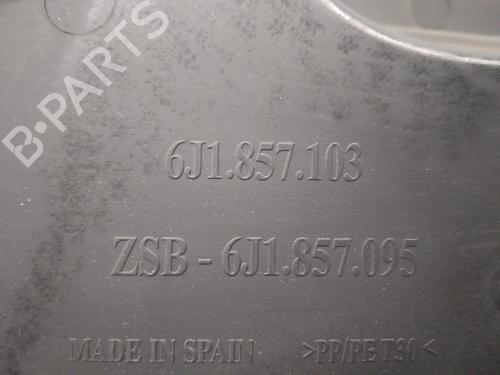 B-PARTS
6J1.857.103
ZSB - 6J1.857.095
MADE IN SPAIN >PP/PE T30<